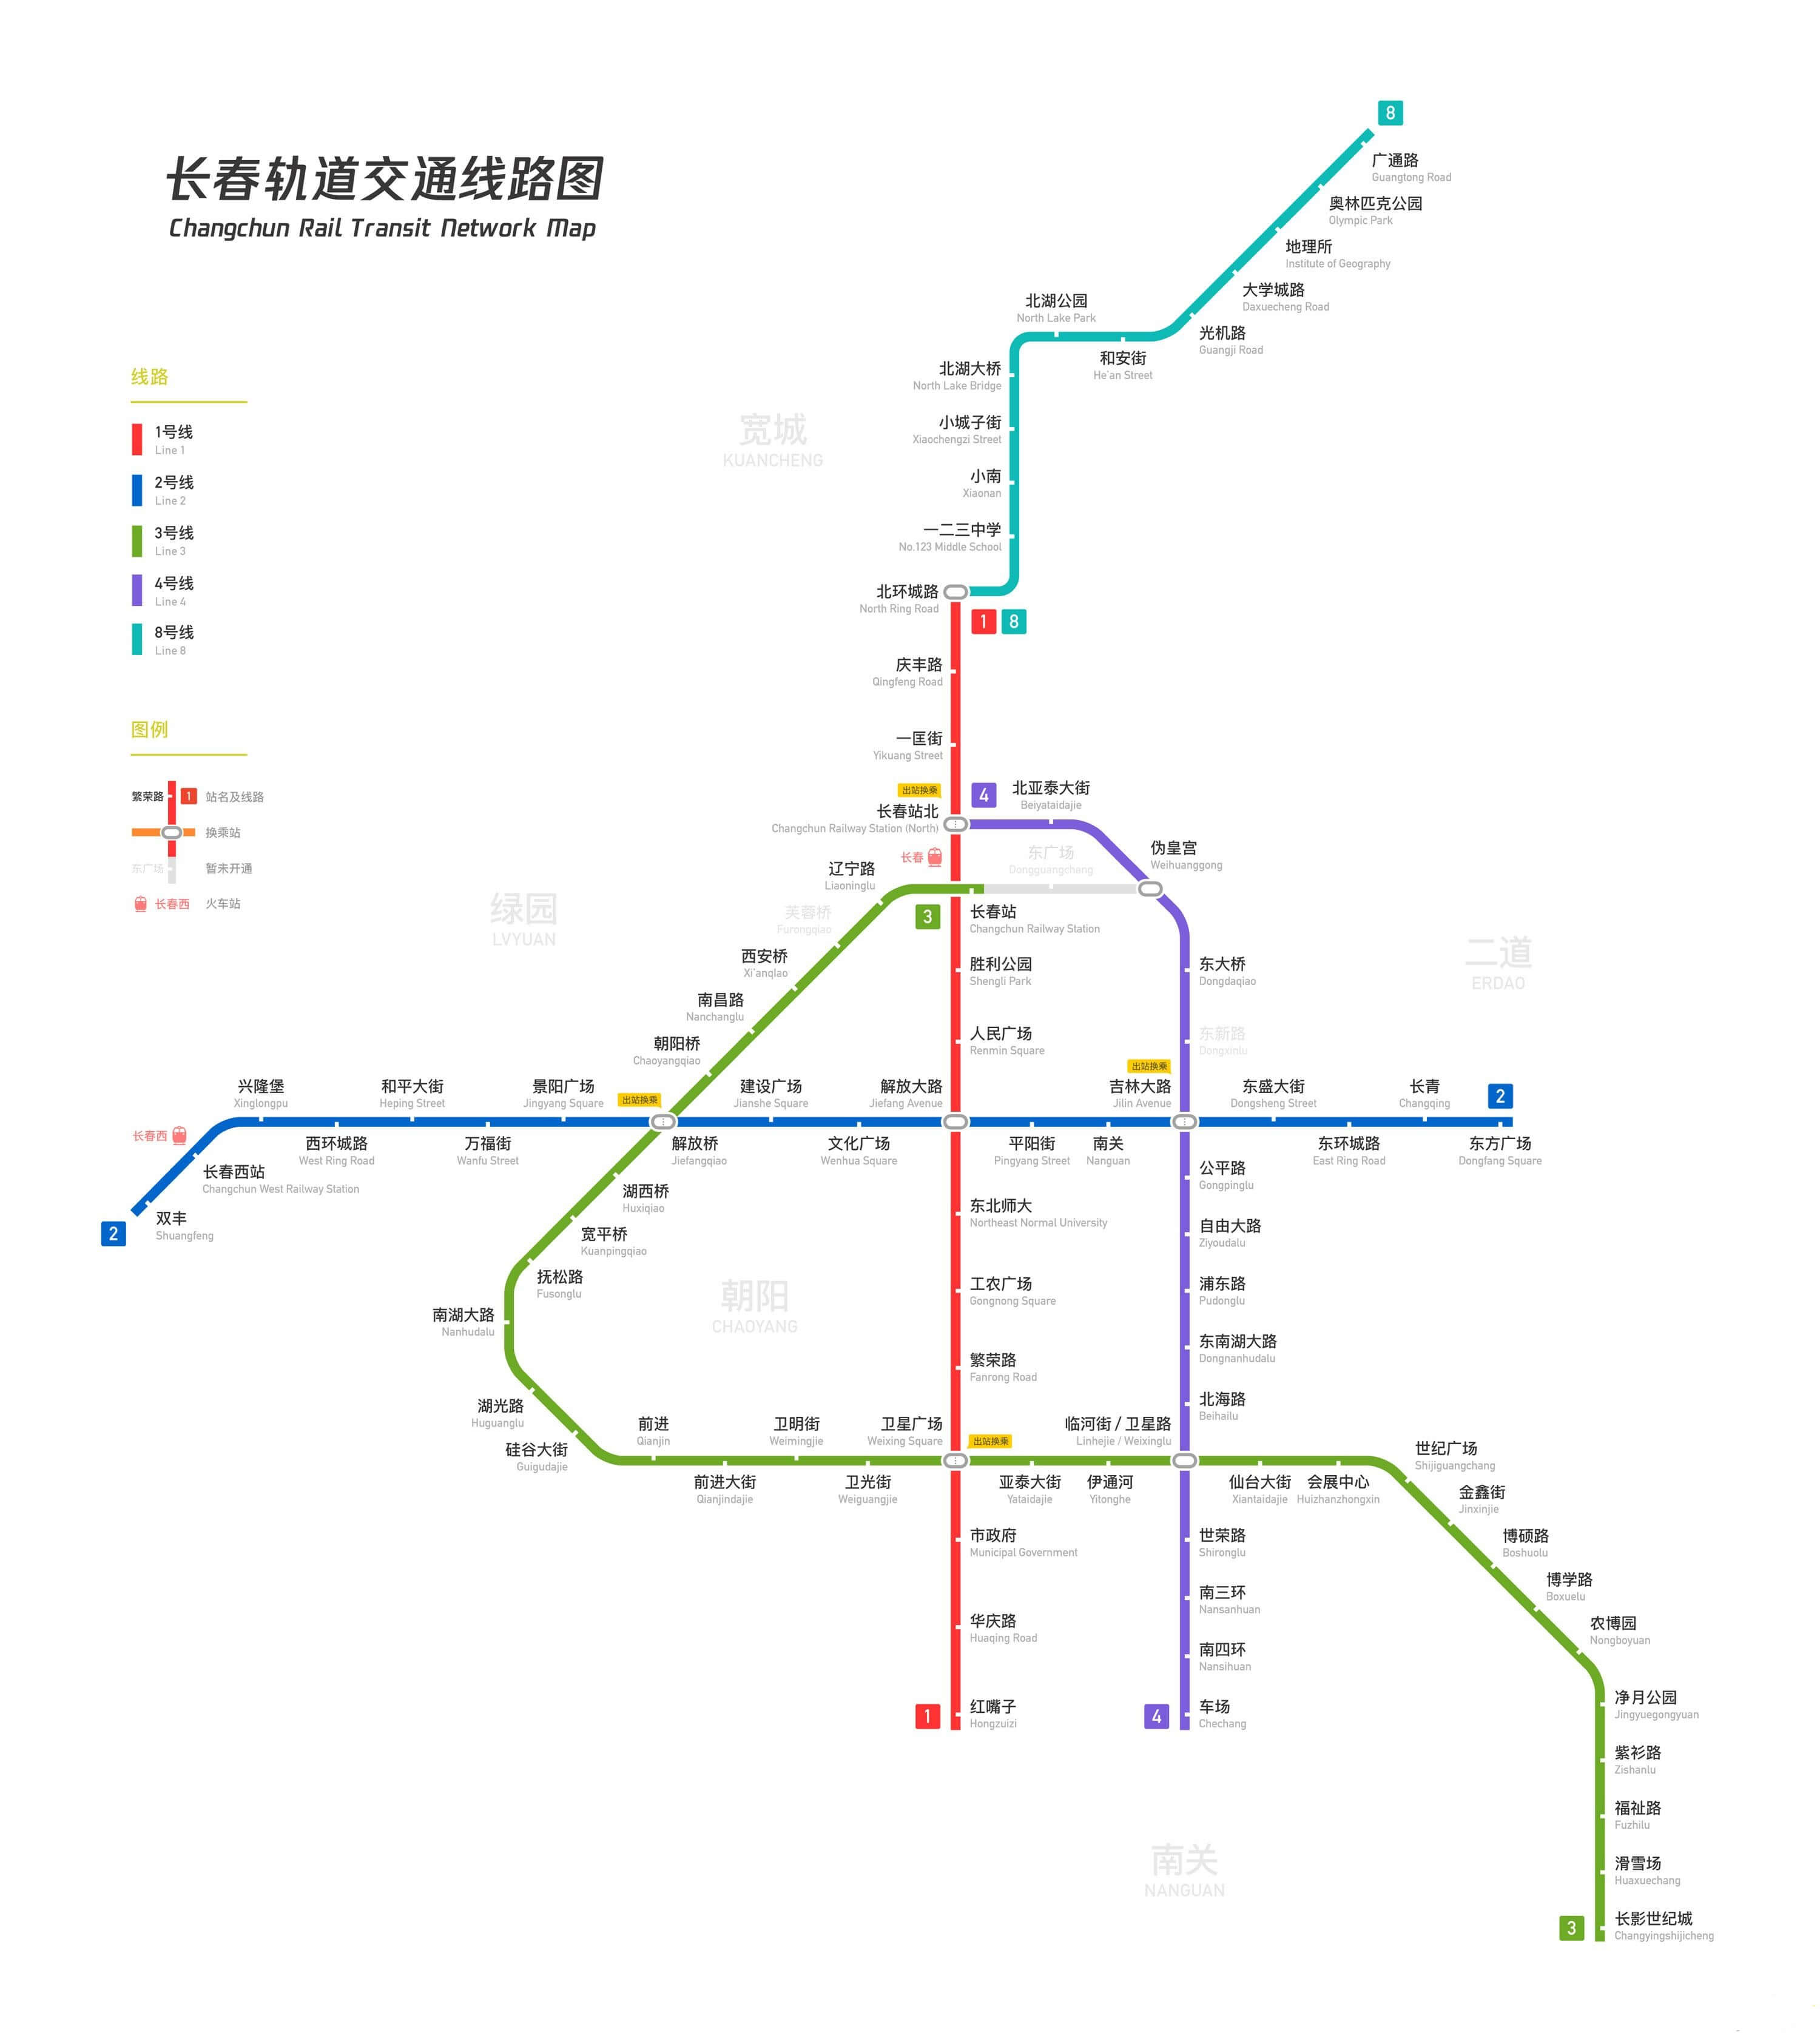 长春轨道交通线路图
Changchun Rail Transit Network Map
线路
1号线
Line 1
2号线
Line 2
3号线
Line 3
4号线
Line 4
8号线
Line 8
图例
繁荣路
1
站名及线路
换乘站
东广场
暂未开通
长春西
火车站
8
广通路
Guangtong Road
奥林匹克公园
Olympic Park
地理所
Institute of Geography
大学城路
Daxuecheng Road
光机路
Guangji Road
和安街
He'an Street
北湖公园
North Lake Park
北湖大桥
North Lake Bridge
小城子街
Xiaochengzi Street
小南
Xiaonan
一二三中学
No.123 Middle School
北环城路
North Ring Road
1 8
宽城
KUANCHENG
庆丰路
Qingfeng Road
一匡街
Yikuang Street
出站换乘
长春站北
Changchun Railway Station (North)
4
北亚泰大街
Beiyataidajie
伪皇宫
Weihuanggong
长春
东广场
Dongguangchang
辽宁路
Liaoninglu
3
长春站
Changchun Railway Station
芙蓉桥
Furongqiao
绿园
LVYUAN
二道
ERDAO
西安桥
Xi'anqIao
南昌路
Nanchanglu
朝阳桥
Chaoyangqiao
胜利公园
Shengli Park
人民广场
Renmin Square
东大桥
Dongdaqiao
东新路
Dongxinlu
兴隆堡
Xinglongpu
和平大街
Heping Street
景阳广场
Jingyang Square
出站换乘
建设广场
Jianshe Square
解放大路
Jiefang Avenue
出站换乘
吉林大路
Jilin Avenue
东盛大街
Dongsheng Street
长青
Changqing
2
长春西
长春西站
Changchun West Railway Station
双丰
Shuangfeng
2
西环城路
West Ring Road
万福街
Wanfu Street
解放桥
Jiefangqiao
文化广场
Wenhua Square
平阳街
Pingyang Street
南关
Nanguan
东环城路
East Ring Road
东方广场
Dongfang Square
湖西桥
Huxiqiao
宽平桥
Kuanpingqiao
抚松路
Fusonglu
南湖大路
Nanhudalu
湖光路
Huguanglu
硅谷大街
Guigudajie
朝阳
CHAOYANG
东北师大
Northeast Normal University
工农广场
Gongnong Square
繁荣路
Fanrong Road
公平路
Gongpinglu
自由大路
Ziyoudalu
浦东路
Pudonglu
东南湖大路
Dongnanhudalu
北海路
Beihailu
前进
Qianjin
卫明街
Weimingjie
卫星广场
Weixing Square
出站换乘
临河街 / 卫星路
Linhejie / Weixinglu
前进大街
Qianjindajie
卫光街
Weiguangjie
亚泰大街
Yataidajie
伊通河
Yitonghe
仙台大街
Xiantaidajie
会展中心
Huizhanzhongxin
世纪广场
Shijiguangchang
金鑫街
Jinxinjie
博硕路
Boshuolu
博学路
Boxuelu
农博园
Nongboyuan
净月公园
Jingyuegongyuan
紫衫路
Zishanlu
福祉路
Fuzhilu
滑雪场
Huaxuechang
长影世纪城
Changyingshijicheng
3
市政府
Municipal Government
华庆路
Huaqing Road
红嘴子
Hongzuizi
1
世荣路
Shironglu
南三环
Nansanhuan
南四环
Nansihuan
车场
Chechang
4
南关
NANGUAN